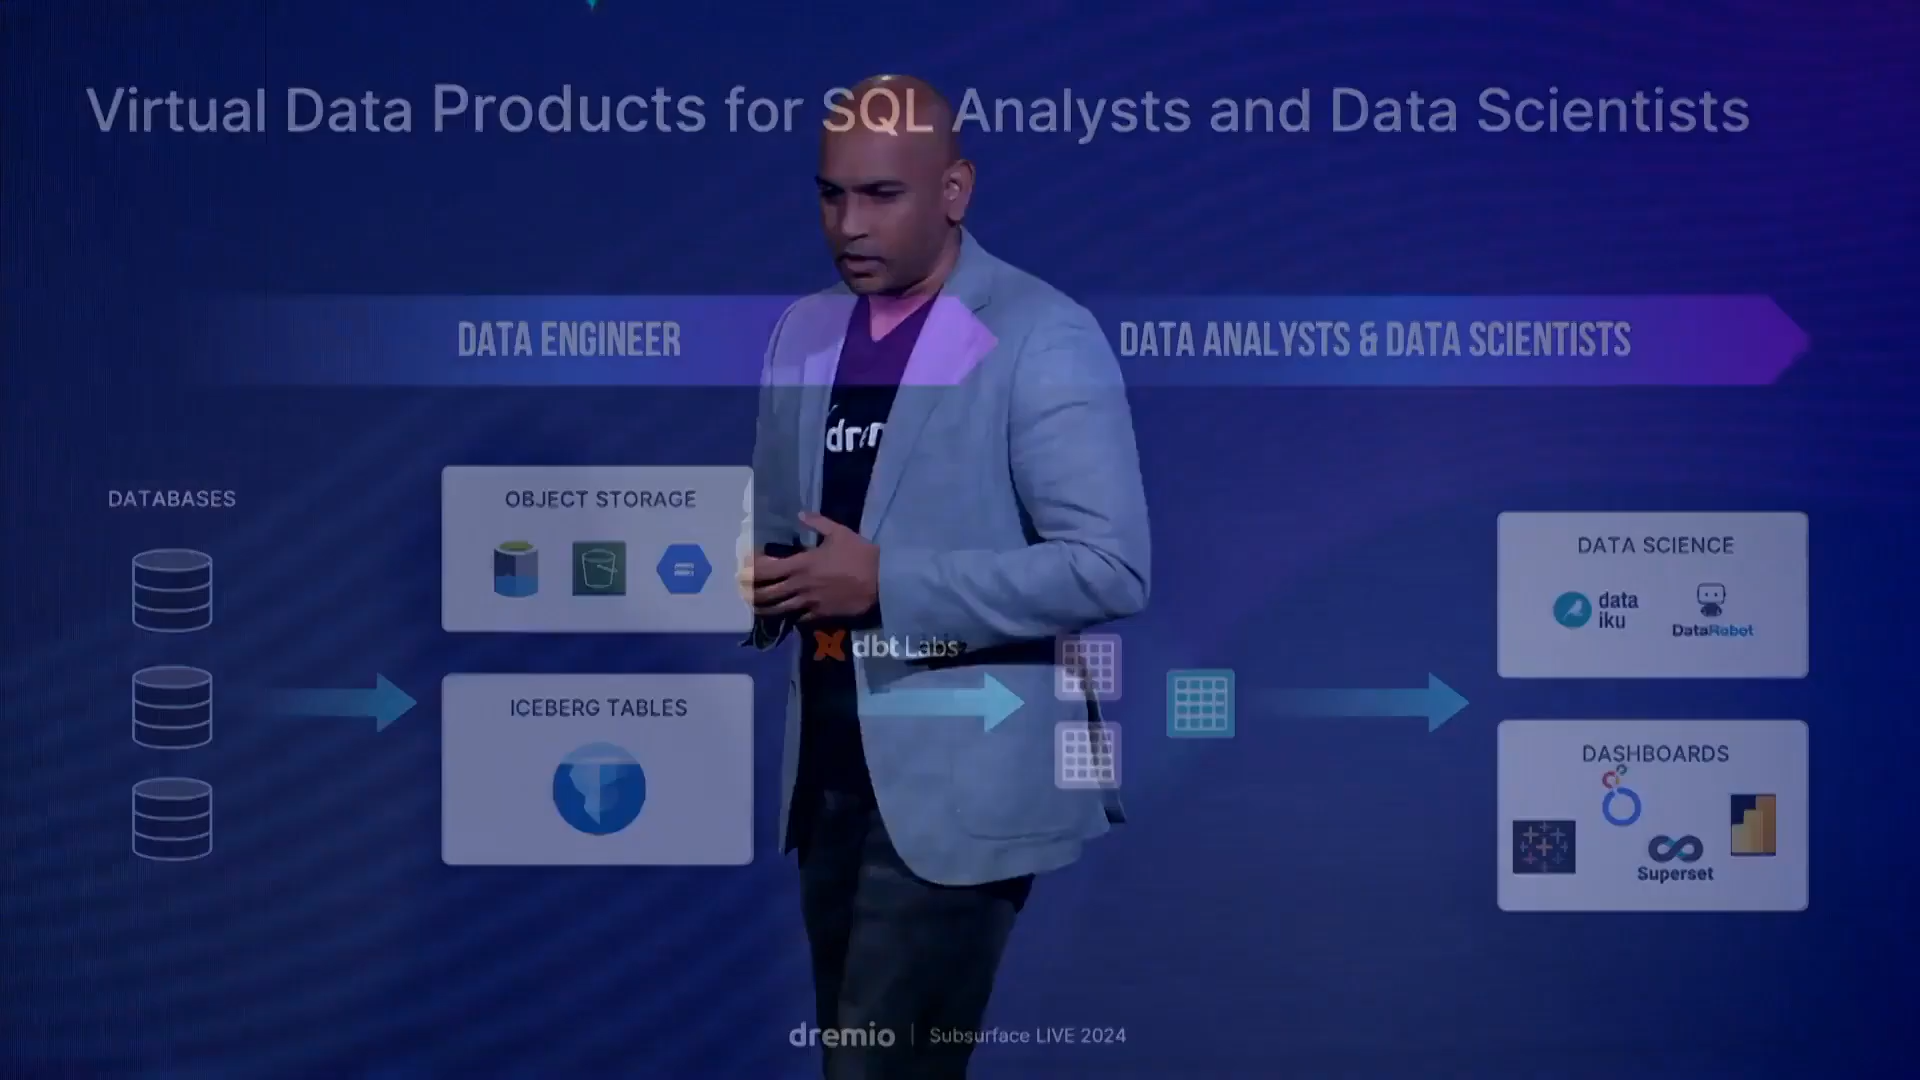 Virtual Data Products for SQL Analysts and Data Scientists
DATA ENGINEER
DATA ANALYSTS & DATA SCIENTISTS
DATABASES
OBJECT STORAGE
ICEBERG TABLES
drem
dbt Labs
DATA SCIENCE
data
iku
DataRobot
DASHBOARDS
Superset
dremio | Subsurface LIVE 2024